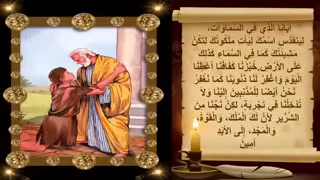 أبانا الذي في السماوات،
ليتقدس اسمك ليأت ملكوتك لتكن
مشيئتك كما في السماء كذلك
على الأرض.خبزنا كفافنا أعطنا
اليوم واغفر لنا ذنوبنا كما نغفر
نحن أيضا للمذنبين إلينا ولا
تدخلنا في تجربة، لكن نجنا من
الشرير لأن لك الملك، والقوة،
والمجد، إلى الأبد
آمين